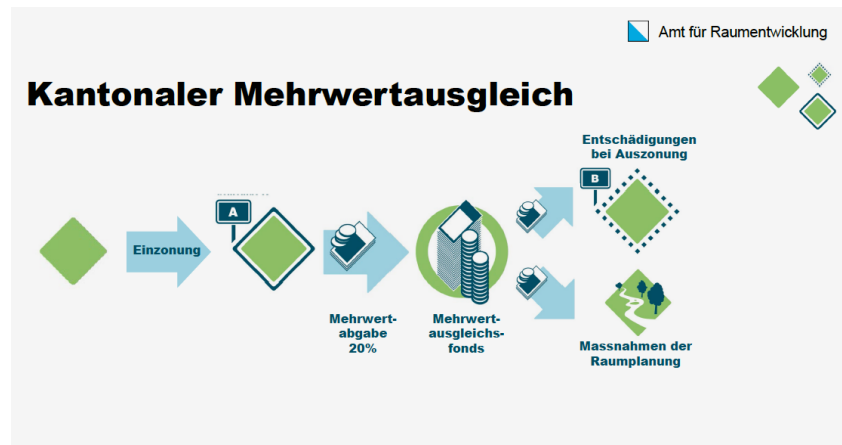 Amt für Raumentwicklung
Kantonaler Mehrwertausgleich
Entschädigungen
bei Auszonung
B
A
Einzonung
Mehrwert-
abgabe
20%
Mehrwert-
ausgleichs-
fonds
Massnahmen der
Raumplanung